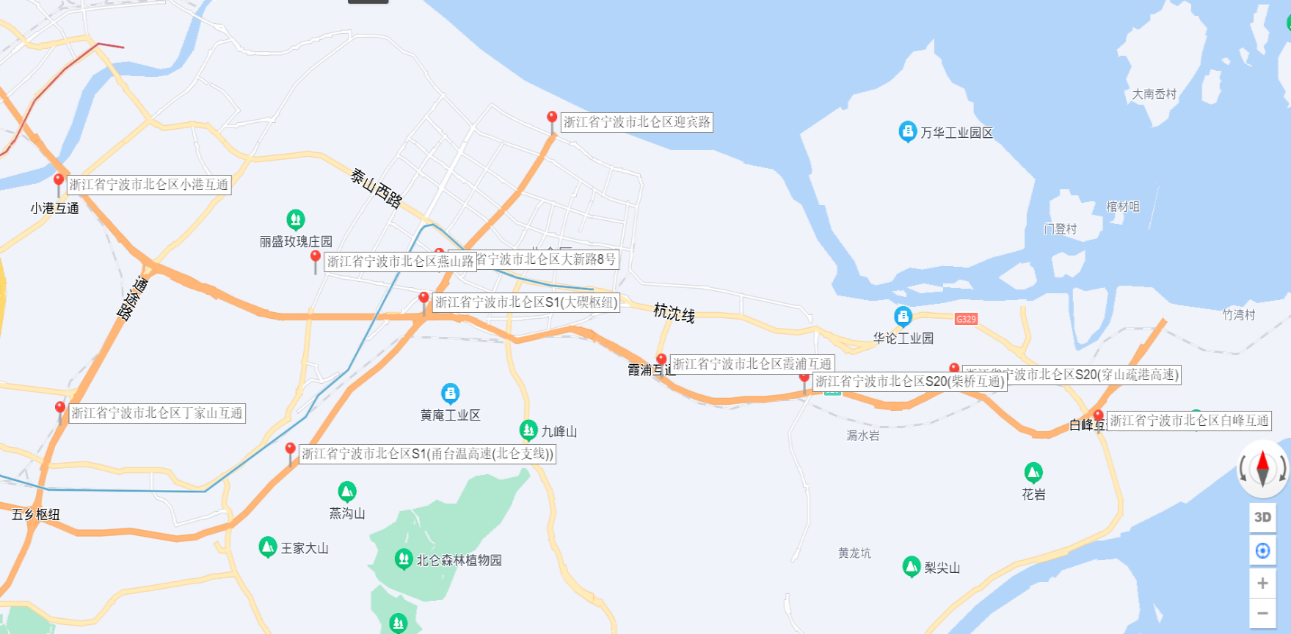 大南岙村
浙江省宁波市北仑区迎宾路
万华工业园区
浙江省宁波市北仑区小港互通
泰山西路
小港互通
棺材咀
门登村
丽盛玫瑰庄园
浙江省宁波市北仑区燕山路
省宁波市北仑区大新路8号
通途路
浙江省宁波市北仑区S1(大碶枢纽)
杭沈线
G329
竹湾村
华论工业园
霞浦互通
浙江省宁波市北仑区霞浦互通
浙江省宁波市北仑区S20(柴桥互通)
浙江省宁波市北仑区S20(穿山疏港高速)
浙江省宁波市北仑区丁家山互通
黄庵工业区
白峰互
浙江省宁波市北仑区白峰互通
九峰山
漏水岩
浙江省宁波市北仑区S1(甬台温高速(北仑支线))
花岩
3D
燕沟山
五乡枢纽
王家大山
北仑森林植物园
黄龙坑
梨尖山